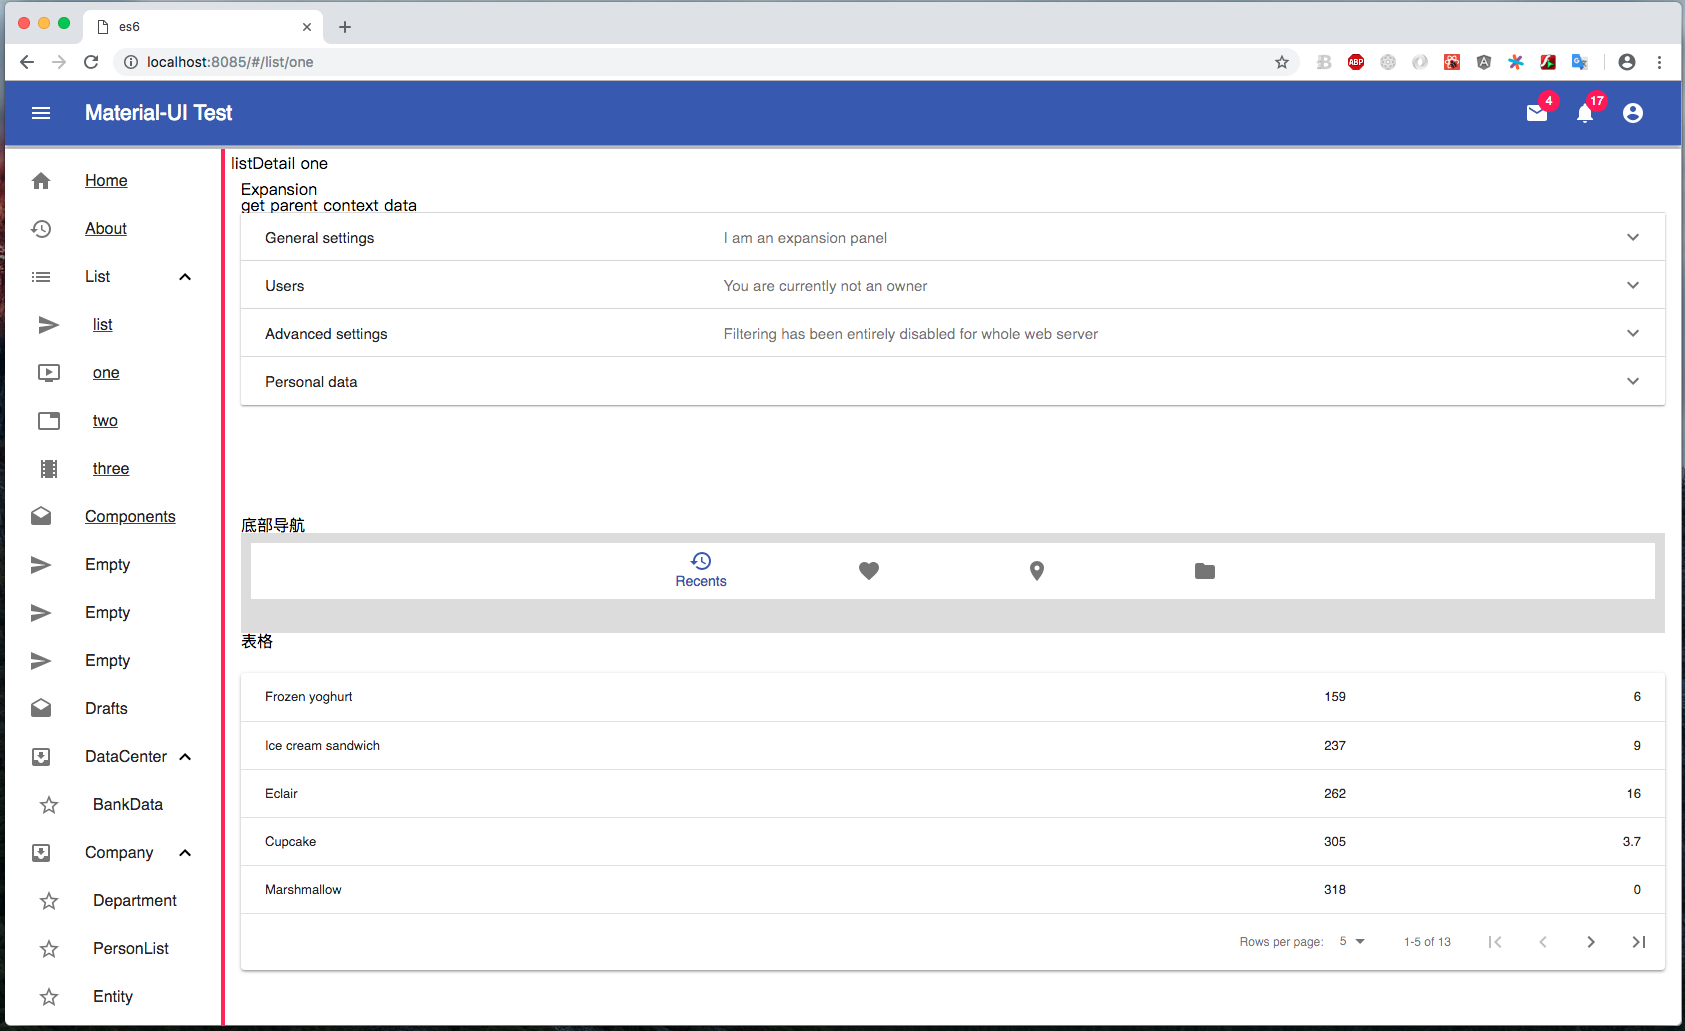 es6
localhost:8085/#/list/one
ABP
Material-UI Test
4
17
Home
About
List
list
one
two
three
Components
Empty
Empty
Empty
Drafts
DataCenter
BankData
Company
Department
PersonList
Entity
listDetail one
Expansion
get parent context data
General settings I am an expansion panel
Users You are currently not an owner
Advanced settings Filtering has been entirely disabled for whole web server
Personal data
底部导航
Recents
表格
Frozen yoghurt 159 6
Ice cream sandwich 237 9
Eclair 262 16
Cupcake 305 3.7
Marshmallow 318 0
Rows per page: 5 1-5 of 13